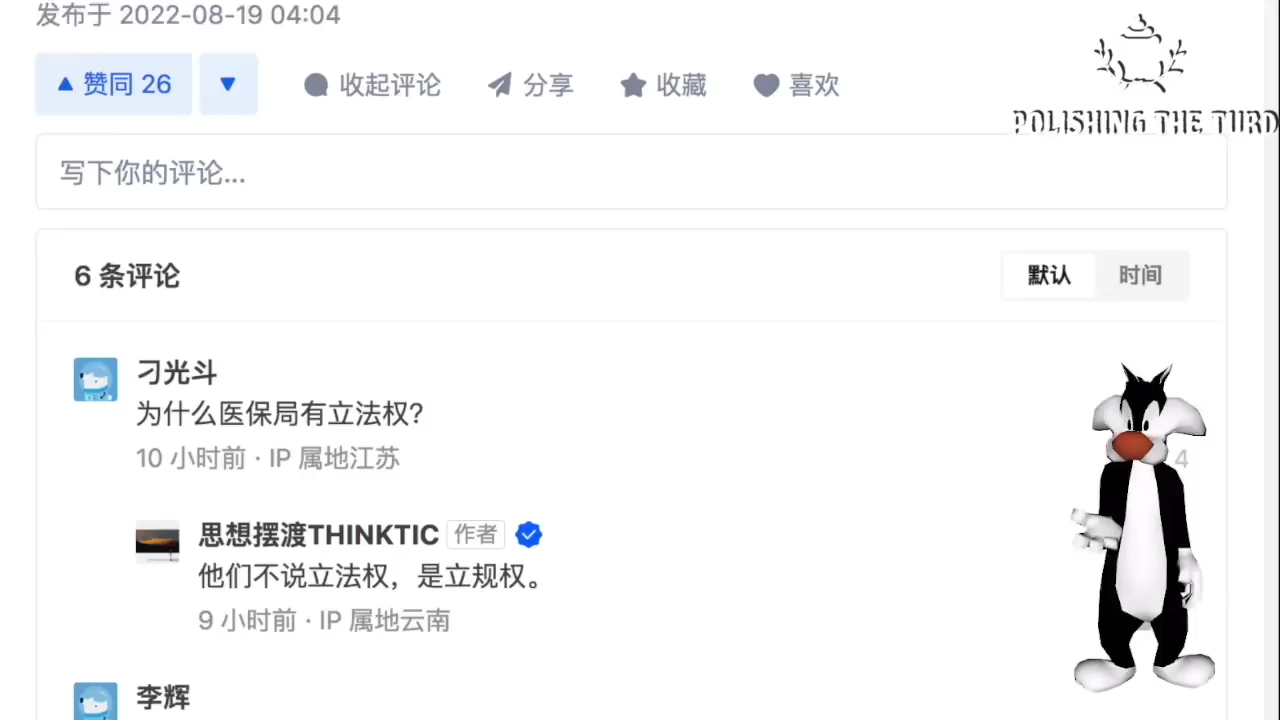 发布于 2022-08-19 04:04
赞同 26
收起评论
分享
收藏
喜欢
POLISHING THE TURD
写下你的评论...
6 条评论
默认
时间
刁光斗
为什么医保局有立法权?
10 小时前 · IP 属地江苏
4
思想摆渡THINKTIC 作者
他们不说立法权，是立规权。
9 小时前 · IP 属地云南
李辉